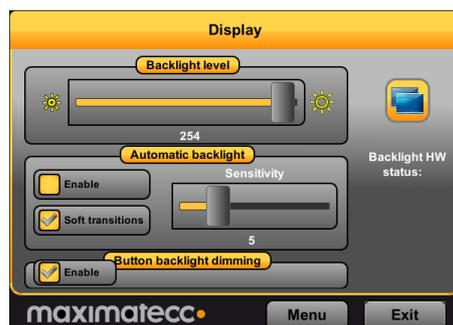 Display
Backlight level
254
Automatic backlight
Enable
Sensitivity
Soft transitions
5
Backlight HW
status:
Button backlight dimming
Enable
maximatecc
Menu
Exit